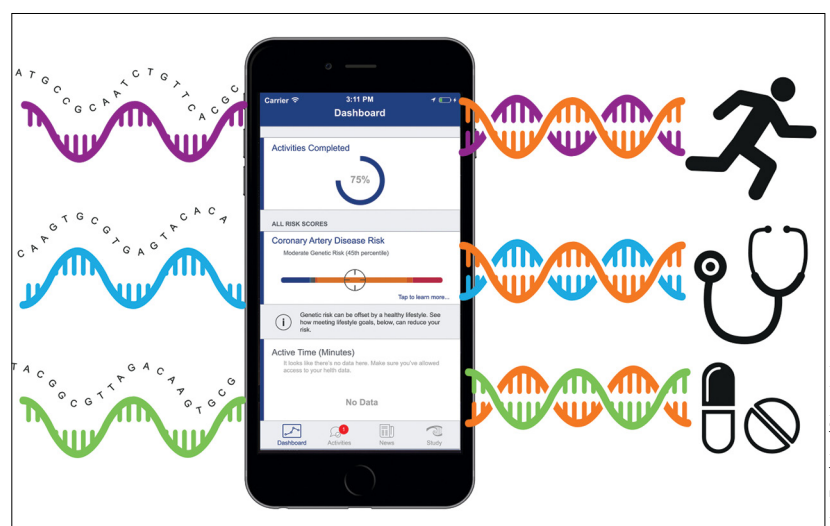 ATGCCGCAATCTGTTCACGC
CAAGTGCGTGAGTACACA
TACGGCGTTAGACAAGTGCG
Carrier 3:11 PM
Dashboard
Activities Completed
75%
ALL RISK SCORES
Coronary Artery Disease Risk
Moderate Genetic Risk (45th percentile)
Tap to learn more...
i
Genetic risk can be offset by a healthy lifestyle. See
how meeting lifestyle goals, below, can reduce your
risk.
Active Time (Minutes)
It looks like there's no data here. Make sure you've allowed
access to your helth data.
No Data
1
Dashboard Activities News Study